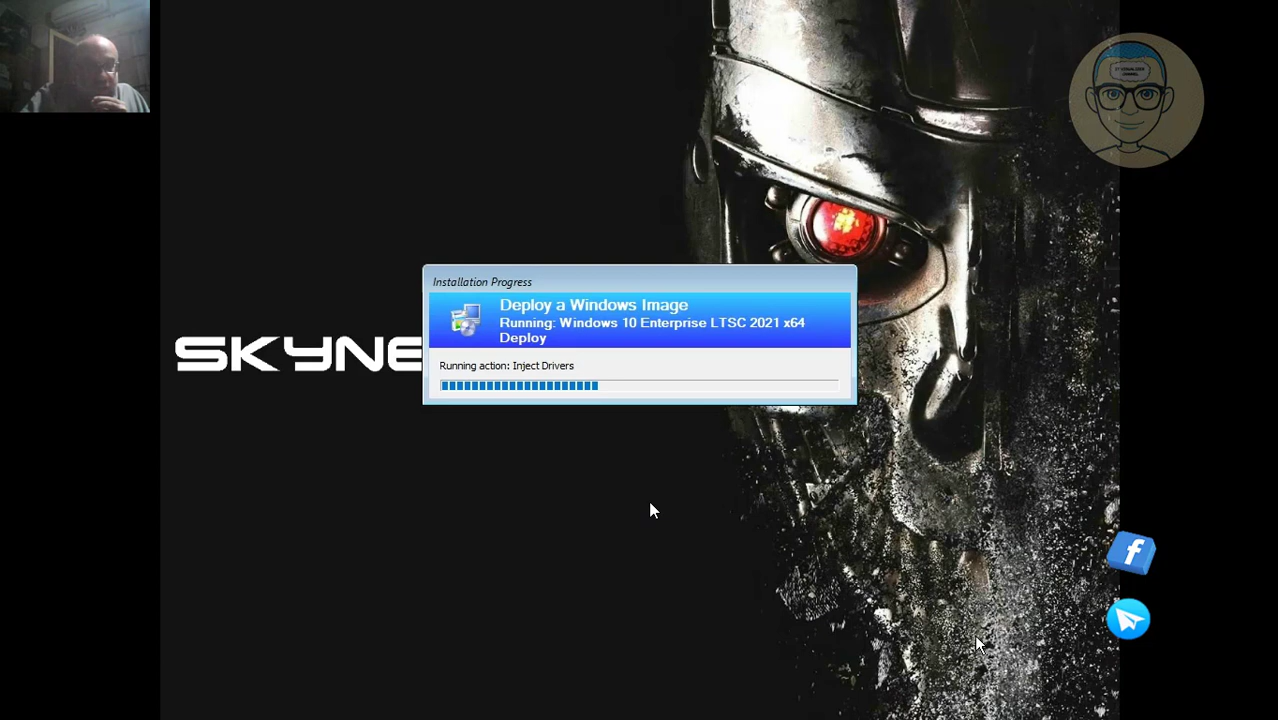 Installation Progress
Deploy a Windows Image
Running: Windows 10 Enterprise LTSC 2021 x64
Deploy
SKYNE
Running action: Inject Drivers